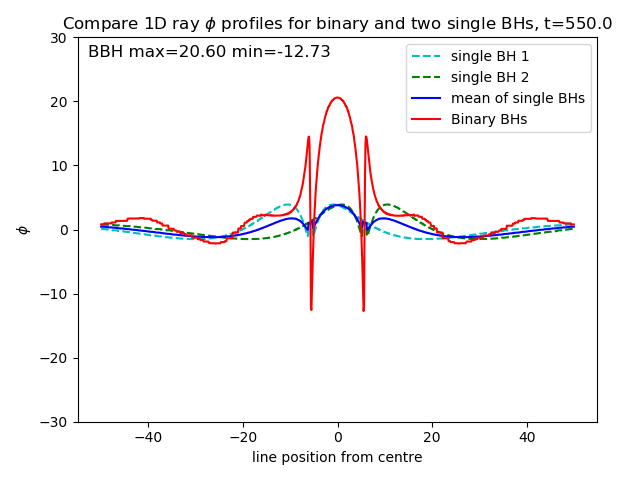 Compare 1D ray ϕ profiles for binary and two single BHs, t=550.0
BBH max=20.60 min=-12.73
single BH 1
single BH 2
mean of single BHs
Binary BHs
30
20
10
0
−10
−20
−30
ϕ
−40
−20
0
20
40
line position from centre